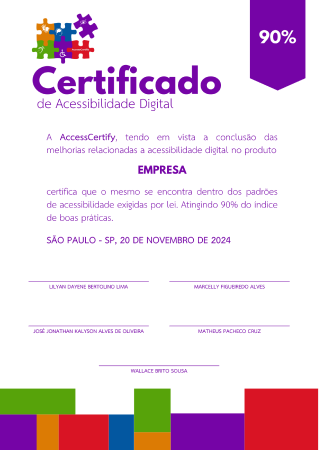 90%
Certificado
de Acessibilidade Digital
A AccessCertify, tendo em vista a conclusão das
melhorias relacionadas a acessibilidade digital no produto
EMPRESA
certifica que o mesmo se encontra dentro dos padrões
de acessibilidade exigidas por lei. Atingindo 90% do índice
de boas práticas.
SÃO PAULO - SP, 20 DE NOVEMBRO DE 2024
LILYAN DAYENE BERTOLINO LIMA
MARCELLY FIGUEIREDO ALVES
JOSÉ JONATHAN KALYSON ALVES DE OLIVEIRA
MATHEUS PACHECO CRUZ
WALLACE BRITO SOUSA